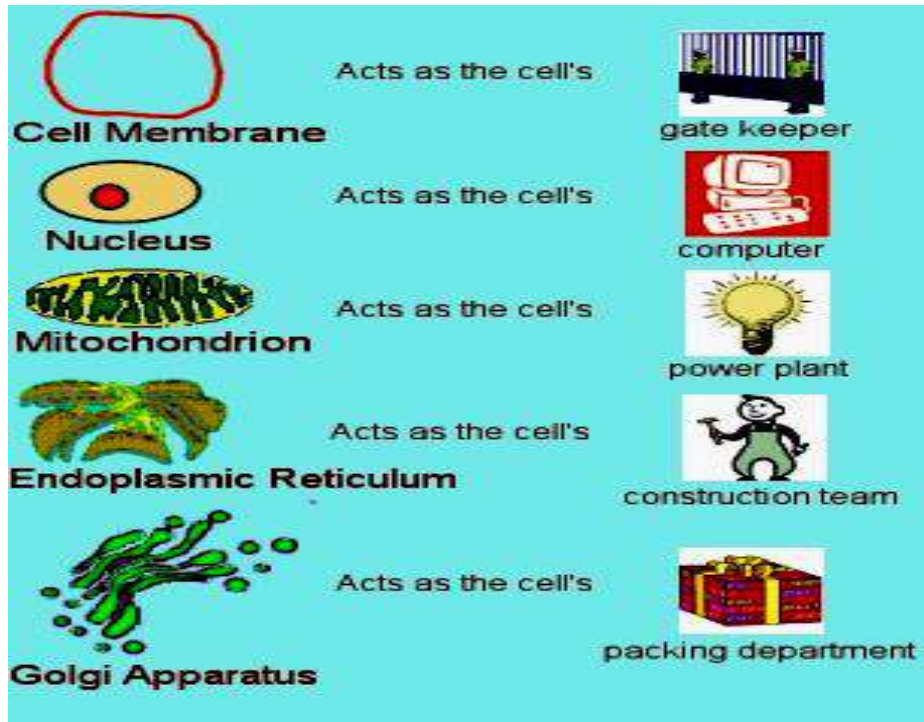 Acts as the cell's
Cell Membrane
gate keeper
Acts as the cell's
Nucleus
computer
Acts as the cell's
Mitochondrion
power plant
Acts as the cell's
Endoplasmic Reticulum
construction team
Acts as the cell's
Golgi Apparatus
packing department